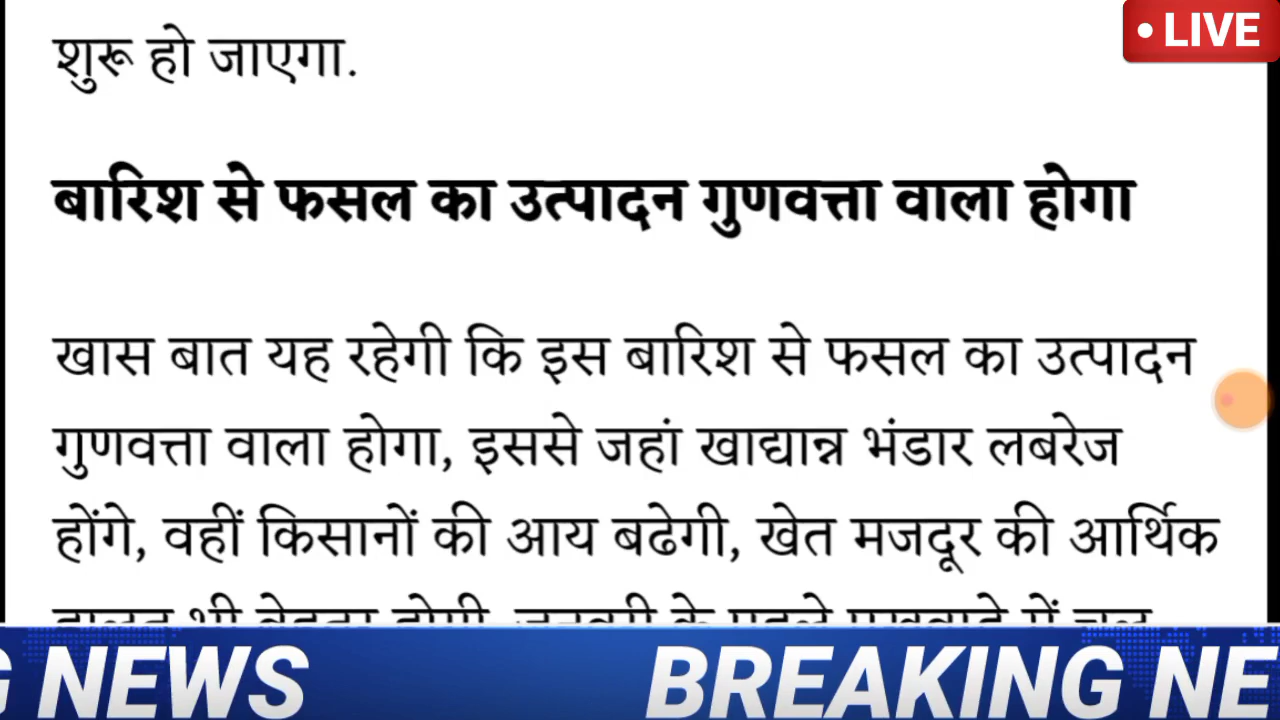 LIVE
शुरू हो जाएगा.
बारिश से फसल का उत्पादन गुणवत्ता वाला होगा
खास बात यह रहेगी कि इस बारिश से फसल का उत्पादन
गुणवत्ता वाला होगा, इससे जहां खाद्यान्न भंडार लबरेज
होंगे, वहीं किसानों की आय बढेगी, खेत मजदूर की आर्थिक
G NEWS BREAKING NE